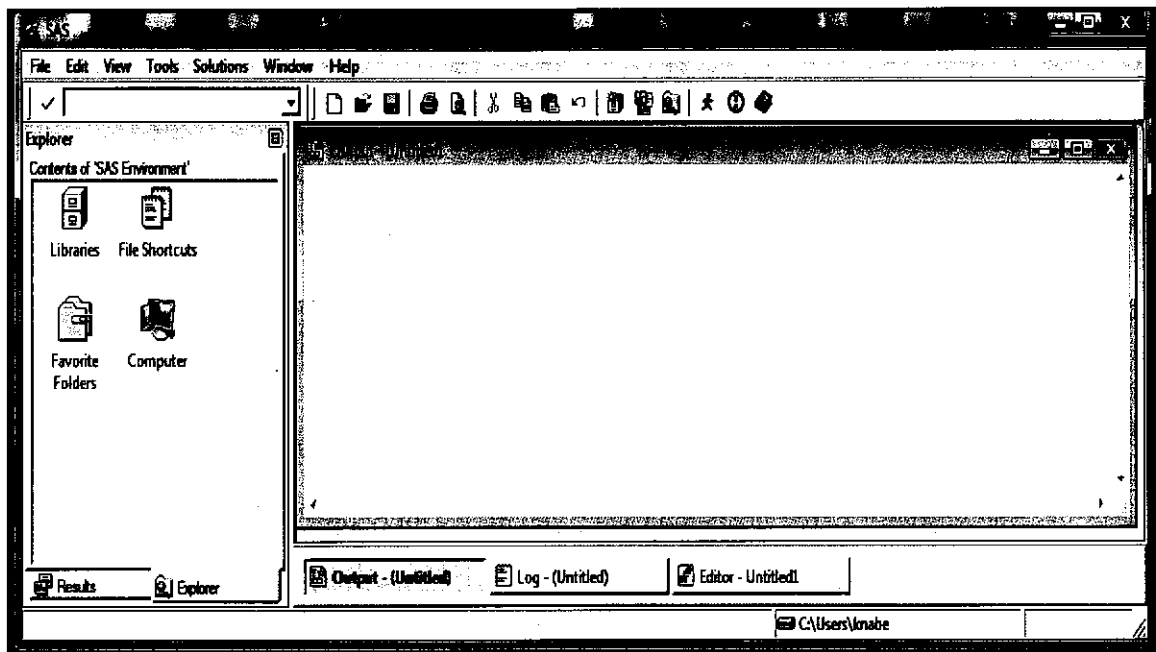 SAS
File Edit View Tools Solutions Window Help
Explorer
Contents of 'SAS Environment'
Libraries File Shortcuts
Favorite Folders
Computer
Results Explorer
Output - (Untitled) Log - (Untitled) Editor - Untitled1
C:\Users\knabe